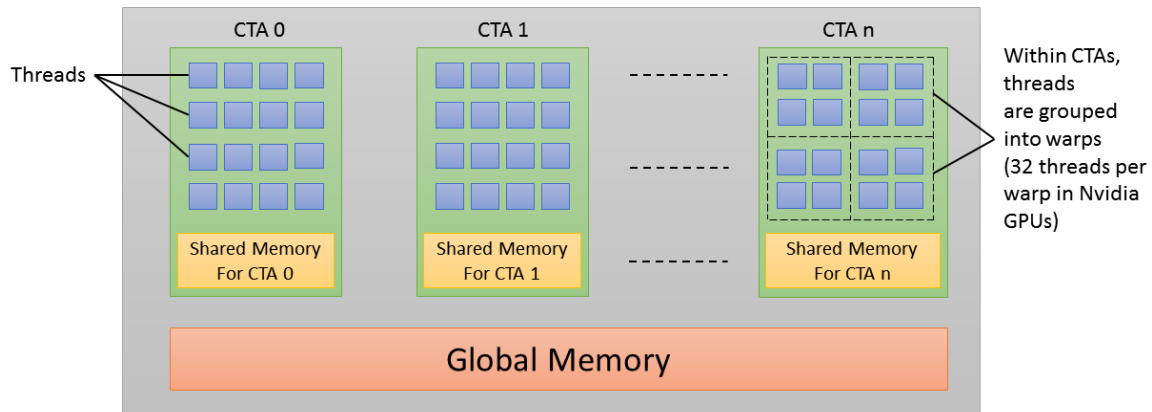 CTA 0
CTA 1
CTA n
Threads
Within CTAs,
threads
are grouped
into warps
(32 threads per
warp in Nvidia
GPUs)
Shared Memory
For CTA 0
Shared Memory
For CTA 1
Shared Memory
For CTA n
Global Memory